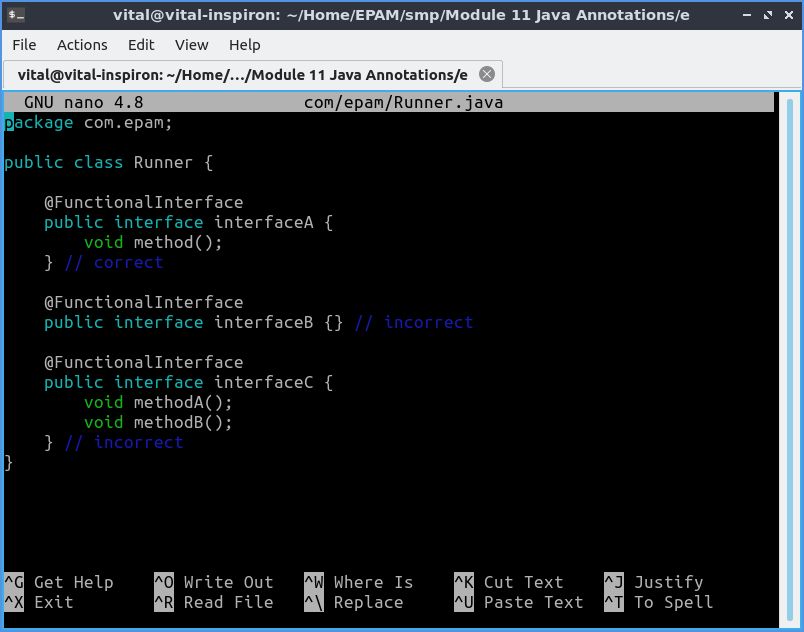 vital@vital-inspiron: ~/Home/EPAM/smp/Module 11 Java Annotations/e
File Actions Edit View Help
vital@vital-inspiron: ~/Home/.../Module 11 Java Annotations/e
GNU nano 4.8 com/epam/Runner.java
package com.epam;
public class Runner {
    @FunctionalInterface
    public interface interfaceA {
        void method();
    } // correct
    @FunctionalInterface
    public interface interfaceB {} // incorrect
    @FunctionalInterface
    public interface interfaceC {
        void methodA();
        void methodB();
    } // incorrect
}
^G Get Help ^O Write Out ^W Where Is ^K Cut Text ^J Justify
^X Exit ^R Read File ^\ Replace ^U Paste Text ^T To Spell